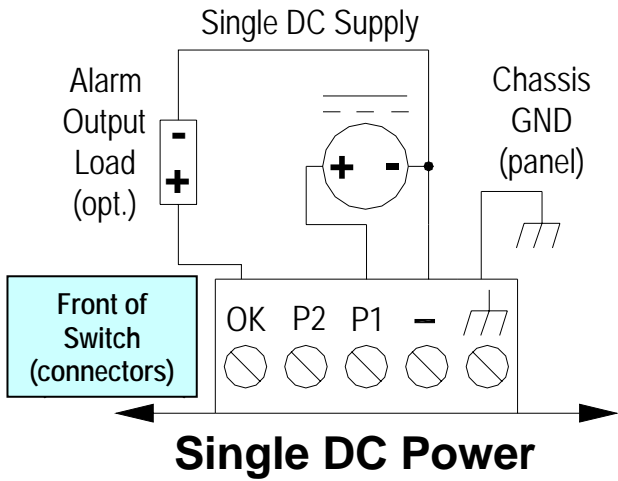 Single DC Supply
Alarm
Output
Load
(opt.)
-
+
+ -
Chassis
GND
(panel)
Front of
Switch
(connectors)
OK P2 P1 –
Single DC Power